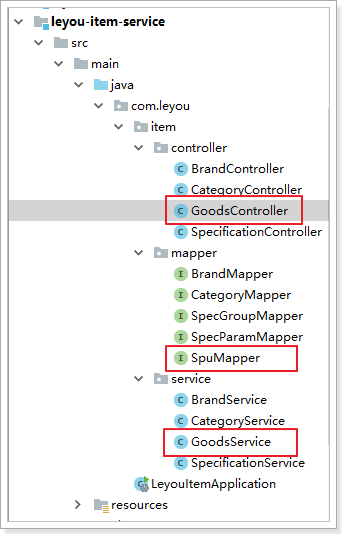 leyou-item-service
src
main
java
com.leyou
item
controller
BrandController
CategoryController
GoodsController
SpecificationController
mapper
BrandMapper
CategoryMapper
SpecGroupMapper
SpecParamMapper
SpuMapper
service
BrandService
CategoryService
GoodsService
SpecificationService
LeyouItemApplication
resources